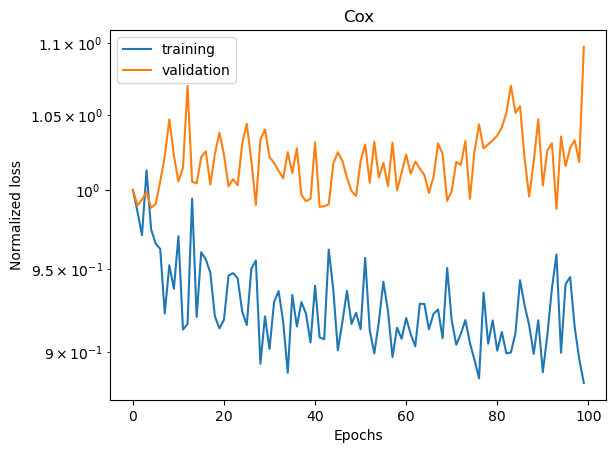 Cox
training
validation
Normalized loss
1.1 × 10⁰
1.05 × 10⁰
10⁰
9.5 × 10⁻¹
9 × 10⁻¹
0 20 40 60 80 100
Epochs